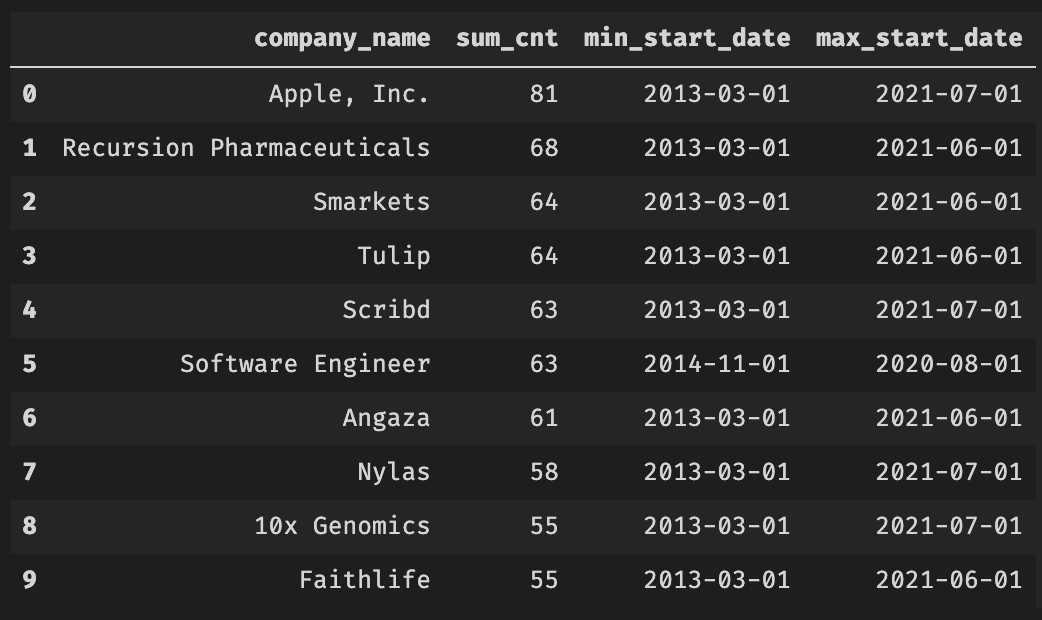 company_name sum_cnt min_start_date max_start_date
0 Apple, Inc. 81 2013-03-01 2021-07-01
1 Recursion Pharmaceuticals 68 2013-03-01 2021-06-01
2 Smarkets 64 2013-03-01 2021-06-01
3 Tulip 64 2013-03-01 2021-06-01
4 Scribd 63 2013-03-01 2021-07-01
5 Software Engineer 63 2014-11-01 2020-08-01
6 Angaza 61 2013-03-01 2021-06-01
7 Nylas 58 2013-03-01 2021-07-01
8 10x Genomics 55 2013-03-01 2021-07-01
9 Faithlife 55 2013-03-01 2021-06-01